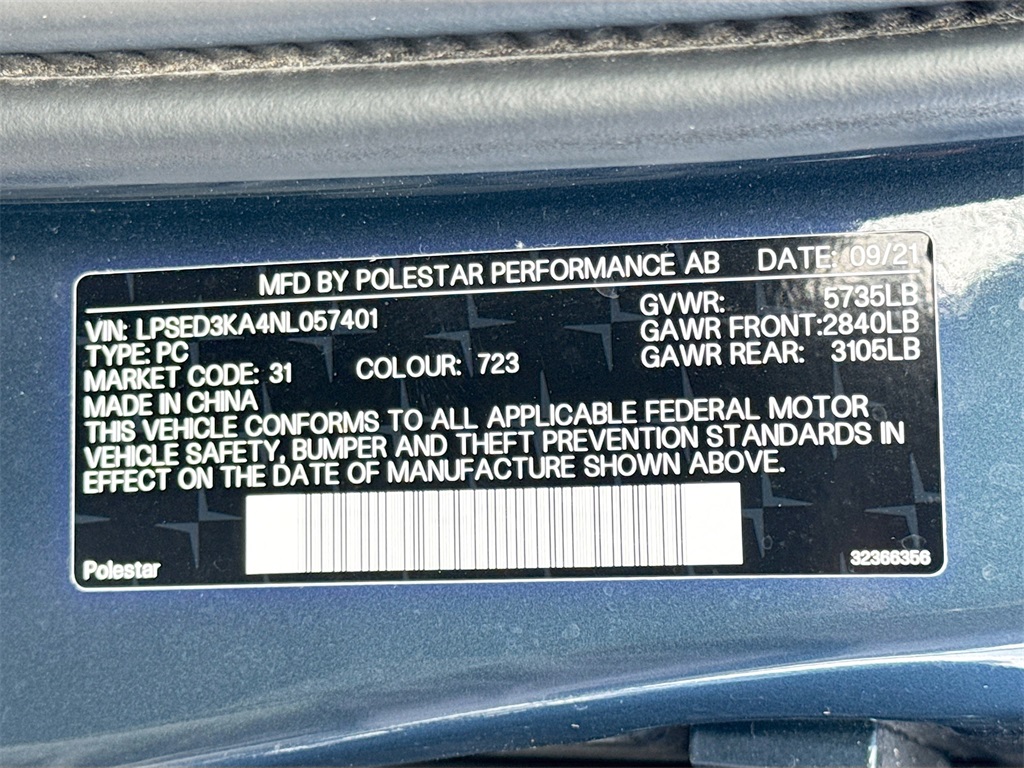 MFD BY POLESTAR PERFORMANCE AB DATE: 09/21
VIN: LPSED3KA4NL057401 GVWR: 5735LB
TYPE: PC GAWR FRONT: 2840LB
MARKET CODE: 31 COLOUR: 723 GAWR REAR: 3105LB
MADE IN CHINA
THIS VEHICLE CONFORMS TO ALL APPLICABLE FEDERAL MOTOR
VEHICLE SAFETY, BUMPER AND THEFT PREVENTION STANDARDS IN
EFFECT ON THE DATE OF MANUFACTURE SHOWN ABOVE.
Polestar 32366356